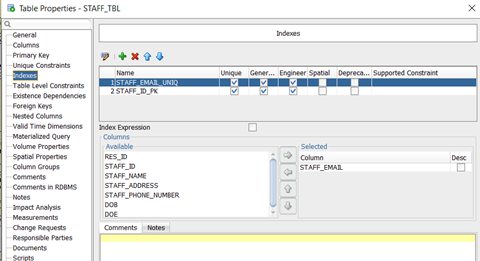 Table Properties - STAFF_TBL
General
Columns
Primary Key
Unique Constraints
Indexes
Table Level Constraints
Existence Dependencies
Foreign Keys
Nested Columns
Valid Time Dimensions
Materialized Query
Volume Properties
Spatial Properties
Column Groups
Comments
Comments in RDBMS
Notes
Impact Analysis
Measurements
Change Requests
Responsible Parties
Documents
Scripts
Indexes
Name Unique Gener... Engineer Spatial Depreca... Supported Constraint
1 STAFF_EMAIL_UNIQ
2 STAFF_ID_PK
Index Expression
Columns
Available
RES_ID
STAFF_ID
STAFF_NAME
STAFF_ADDRESS
STAFF_PHONE_NUMBER
DOB
DOE
Selected
Column Desc
STAFF_EMAIL
Comments Notes